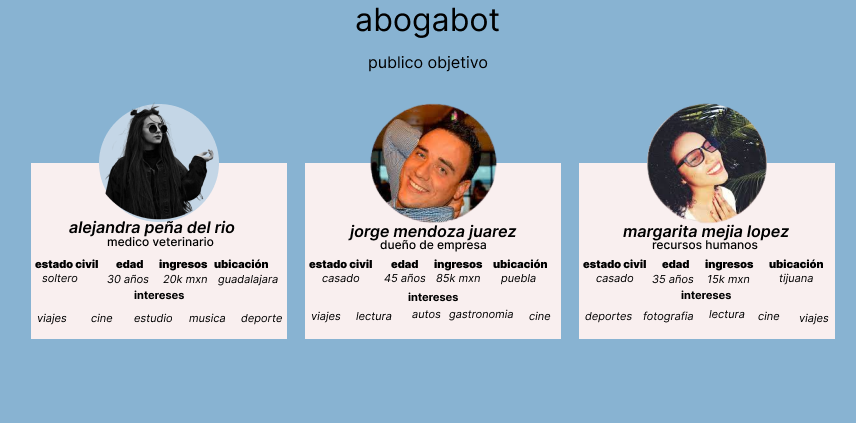 abogabot
publico objetivo
alejandra peña del rio
medico veterinario
estado civil edad ingresos ubicación
soltero 30 años 20k mxn guadalajara
intereses
viajes cine estudio musica deporte
jorge mendoza juarez
dueño de empresa
estado civil edad ingresos ubicación
casado 45 años 85k mxn puebla
intereses
viajes lectura autos gastronomia cine
margarita mejia lopez
recursos humanos
estado civil edad ingresos ubicación
casado 35 años 15k mxn tijuana
intereses
deportes fotografia lectura cine viajes